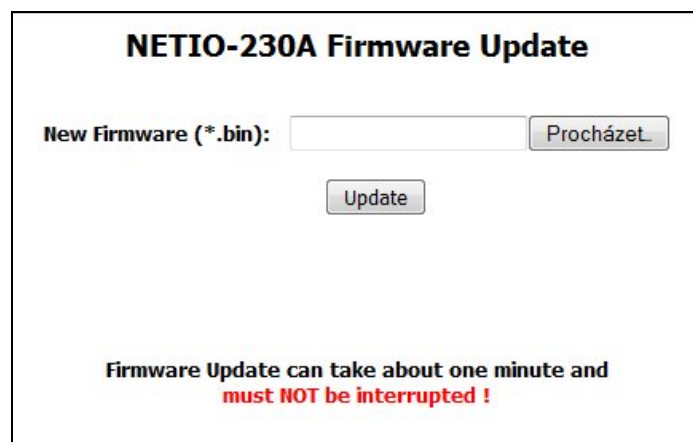 NETIO-230A Firmware Update
New Firmware (*.bin): Procházet..
Update
Firmware Update can take about one minute and
must NOT be interrupted !